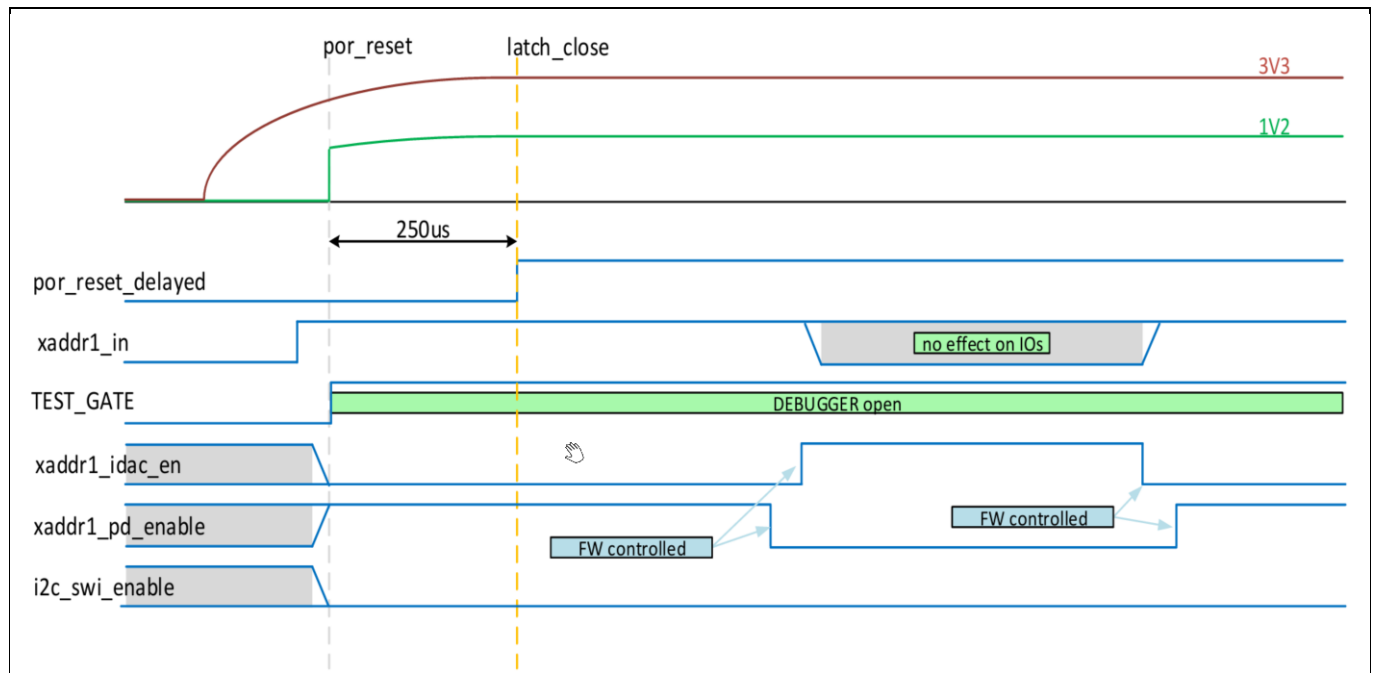 por_reset
latch_close
3V3
1V2
250us
por_reset_delayed
xaddr1_in
no effect on IOs
TEST_GATE
DEBUGGER open
xaddr1_idac_en
xaddr1_pd_enable
FW controlled
FW controlled
i2c_swi_enable